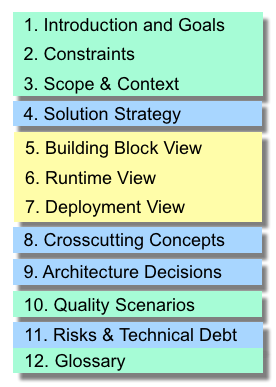 1. Introduction and Goals
2. Constraints
3. Scope & Context
4. Solution Strategy
5. Building Block View
6. Runtime View
7. Deployment View
8. Crosscutting Concepts
9. Architecture Decisions
10. Quality Scenarios
11. Risks & Technical Debt
12. Glossary